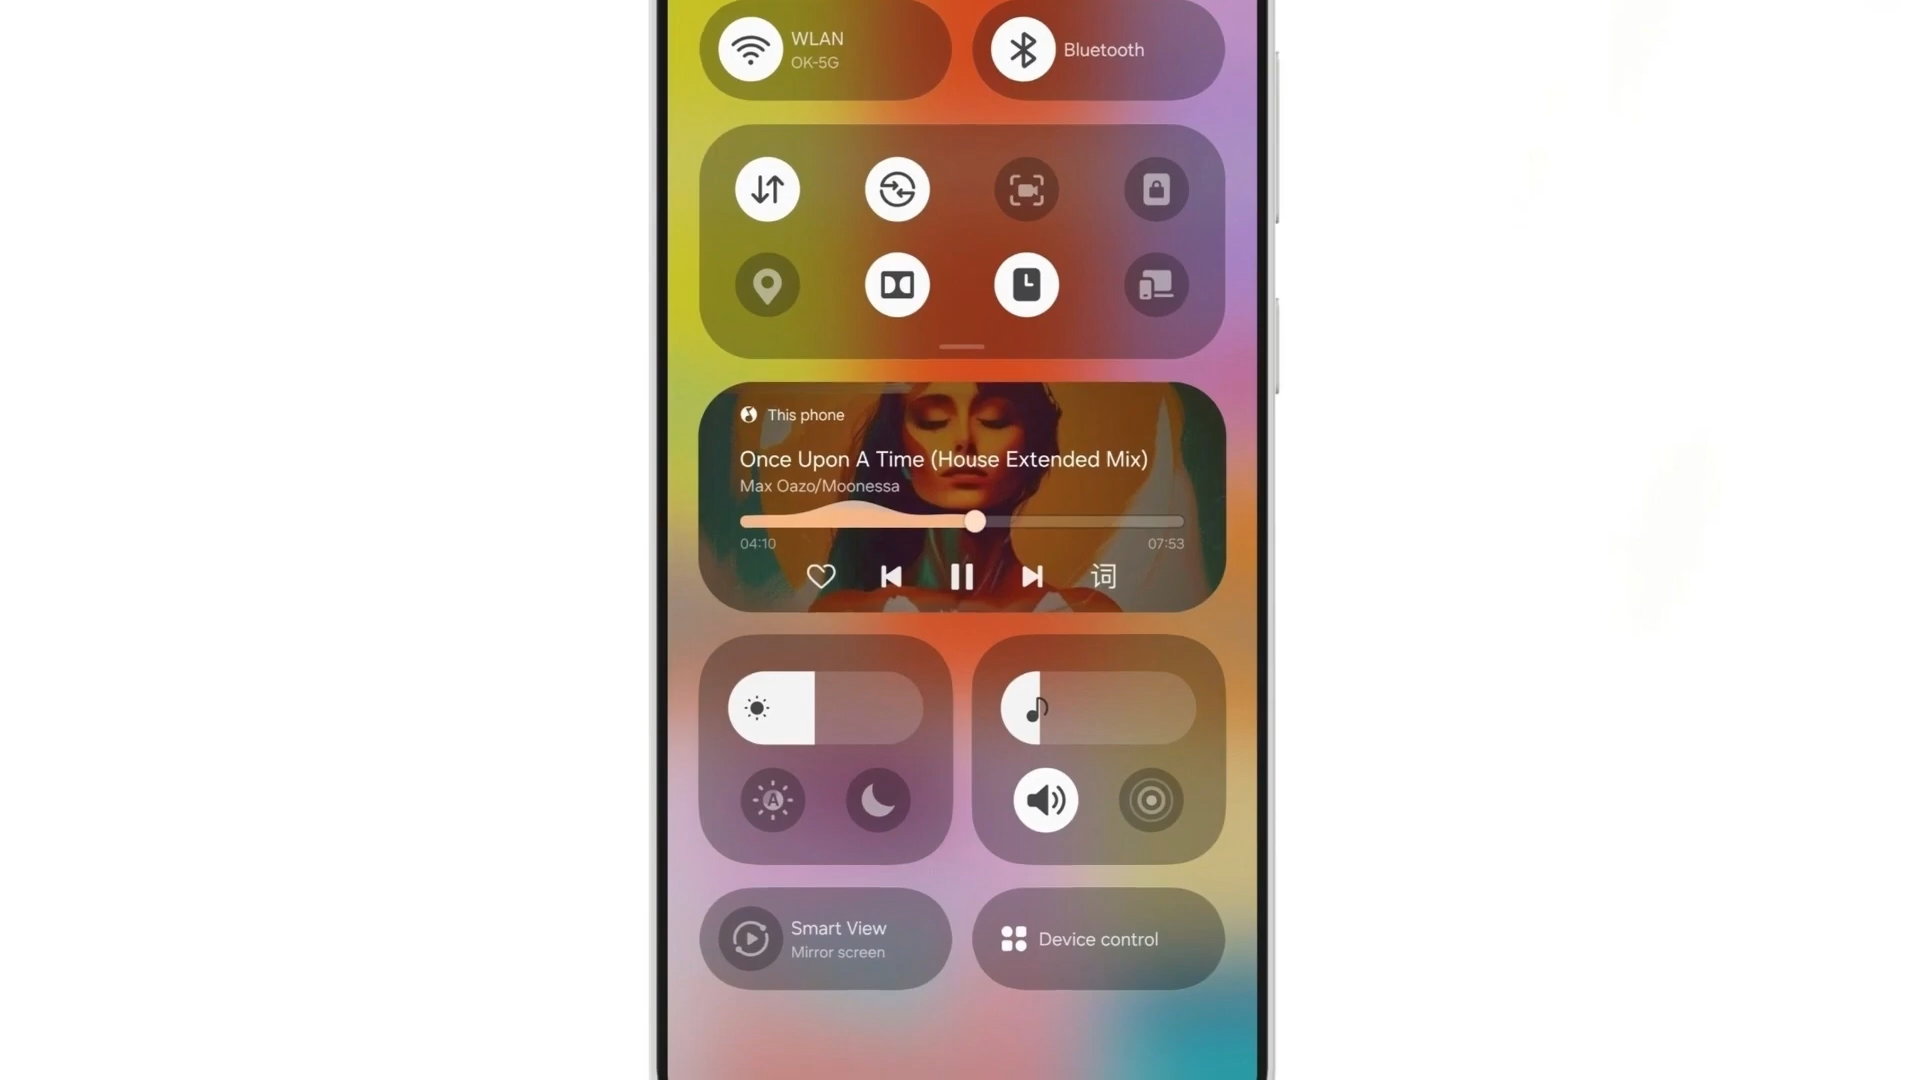 WLAN
OK-5G
Bluetooth
This phone
Once Upon A Time (House Extended Mix)
Max Oazo/Moonessa
04:10
07:53
词
A
Smart View
Mirror screen
Device control